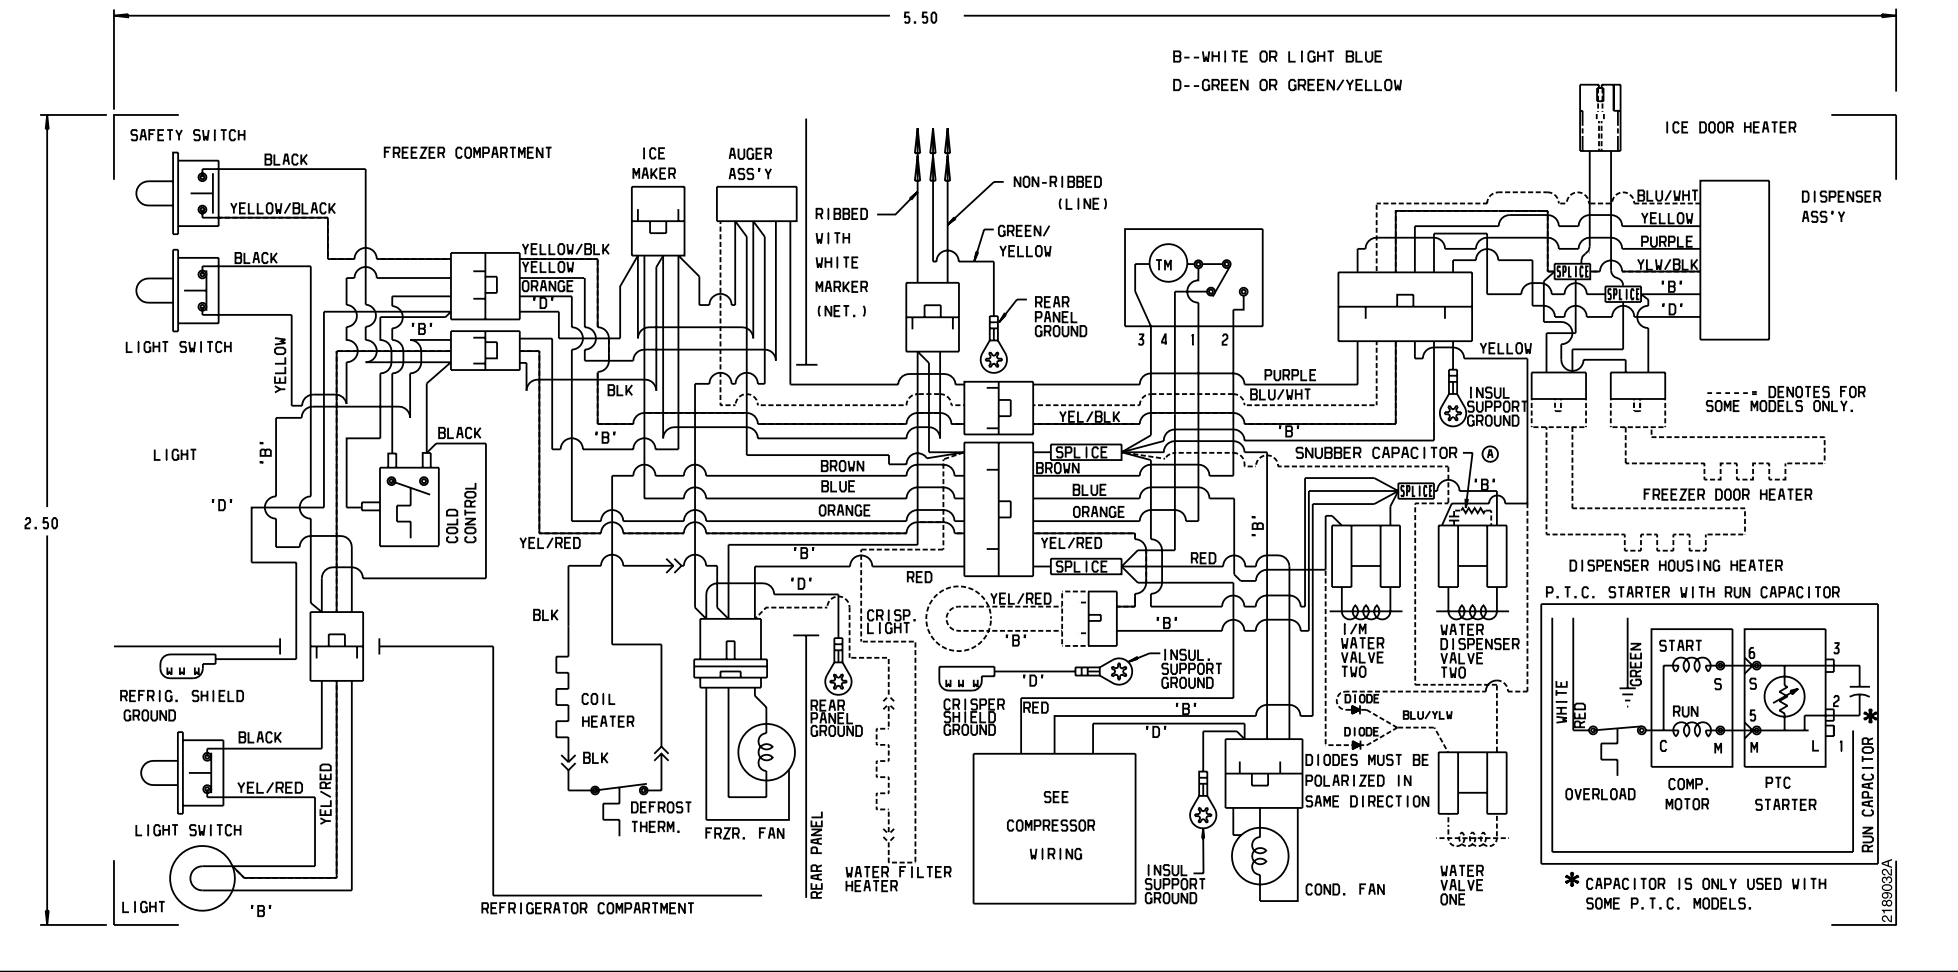 5.50
B--WHITE OR LIGHT BLUE
D--GREEN OR GREEN/YELLOW
2.50
SAFETY SWITCH
BLACK
YELLOW/BLACK
FREEZER COMPARTMENT
LIGHT SWITCH
BLACK
YELLOW
'B'
YELLOW/BLK
YELLOW
ORANGE
'D'
ICE
MAKER
AUGER
ASS'Y
BLK
'B'
RIBBED
WITH
WHITE
MARKER
(NET.)
NON-RIBBED
(LINE)
GREEN/
YELLOW
REAR
PANEL
GROUND
TM
3 4 1 2
ICE DOOR HEATER
DISPENSER
ASS'Y
BLU/WHT
YELLOW
PURPLE
YLW/BLK
'B'
'D'
SPLICE
SPLICE
YELLOW
INSUL
SUPPORT
GROUND
---- DENOTES FOR
SOME MODELS ONLY.
PURPLE
BLU/WHT
YEL/BLK
'B'
SNUBBER CAPACITOR
A
SPLICE
BROWN
BLUE
ORANGE
YEL/RED
SPLICE
RED
'B'
SPLICE
'B'
FREEZER DOOR HEATER
DISPENSER HOUSING HEATER
LIGHT
'B'
'D'
BLACK
COLD
CONTROL
BROWN
BLUE
ORANGE
YEL/RED
'B'
RED
'D'
BLK
CRISP.
LIGHT
YEL/RED
'B'
'B'
REFRIG. SHIELD
GROUND
COIL
HEATER
BLK
DEFROST
THERM.
FRZR. FAN
REAR
PANEL
GROUND
REAR PANEL
WATER FILTER
HEATER
'D'
INSUL.
SUPPORT
GROUND
CRISPER
SHIELD
GROUND
RED
'B'
'D'
SEE
COMPRESSOR
WIRING
INSUL
SUPPORT
GROUND
COND. FAN
I/M
WATER
VALVE
TWO
WATER
DISPENSER
VALVE
TWO
DIODE
DIODE
BLU/YLW
DIODES MUST BE
POLARIZED IN
SAME DIRECTION
WATER
VALVE
ONE
BLACK
YEL/RED
YEL/RED
LIGHT SWITCH
LIGHT
'B'
REFRIGERATOR COMPARTMENT
P.T.C. STARTER WITH RUN CAPACITOR
WHITE
RED
GREEN
START
S
RUN
C
M
6
S
5
M
L
3
2
1
*
OVERLOAD
COMP.
MOTOR
PTC
STARTER
RUN CAPACITOR
* CAPACITOR IS ONLY USED WITH
SOME P.T.C. MODELS.
2189032A